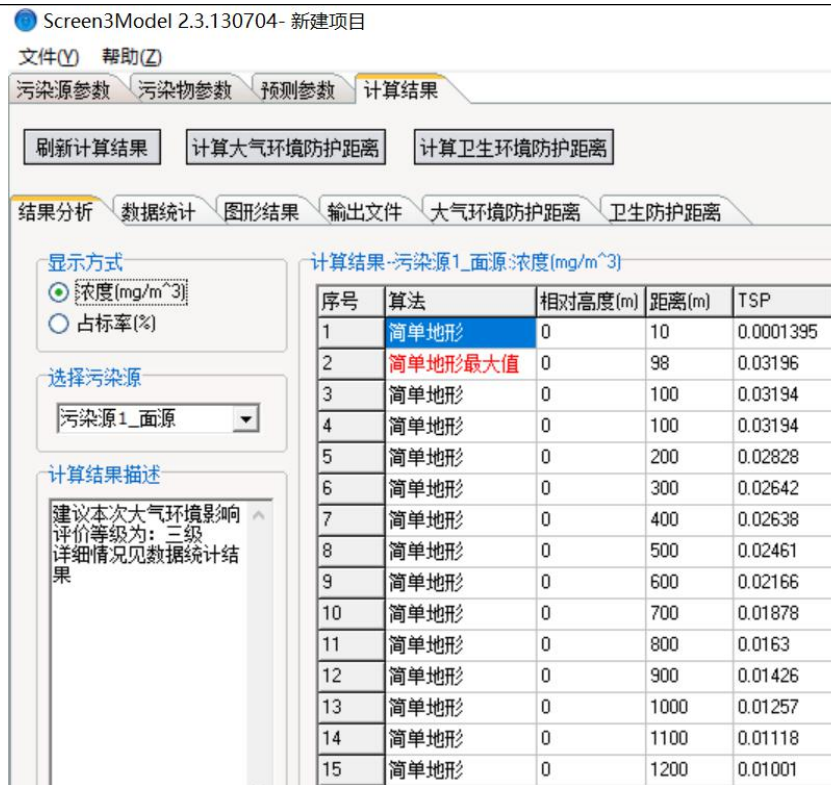 Screen3Model 2.3.130704- 新建项目
文件(Y) 帮助(Z)
污染源参数 污染物参数 预测参数 计算结果
刷新计算结果 计算大气环境防护距离 计算卫生环境防护距离
结果分析 数据统计 图形结果 输出文件 大气环境防护距离 卫生防护距离
显示方式
浓度(mg/m^3)
占标率(%)
选择污染源
污染源1_面源
计算结果描述
建议本次大气环境影响
评价等级为：三级
详细情况见数据统计结
果
计算结果-污染源1_面源:浓度(mg/m^3)
序号 算法 相对高度(m) 距离(m) TSP
1 简单地形 0 10 0.0001395
2 简单地形最大值 0 98 0.03196
3 简单地形 0 100 0.03194
4 简单地形 0 100 0.03194
5 简单地形 0 200 0.02828
6 简单地形 0 300 0.02642
7 简单地形 0 400 0.02638
8 简单地形 0 500 0.02461
9 简单地形 0 600 0.02166
10 简单地形 0 700 0.01878
11 简单地形 0 800 0.0163
12 简单地形 0 900 0.01426
13 简单地形 0 1000 0.01257
14 简单地形 0 1100 0.01118
15 简单地形 0 1200 0.01001